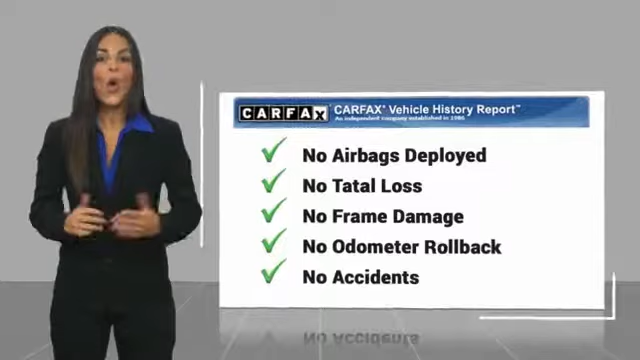 CARFAX CARFAX® Vehicle History Report™
An independent company established in 1986
No Airbags Deployed
No Tatal Loss
No Frame Damage
No Odometer Rollback
No Accidents